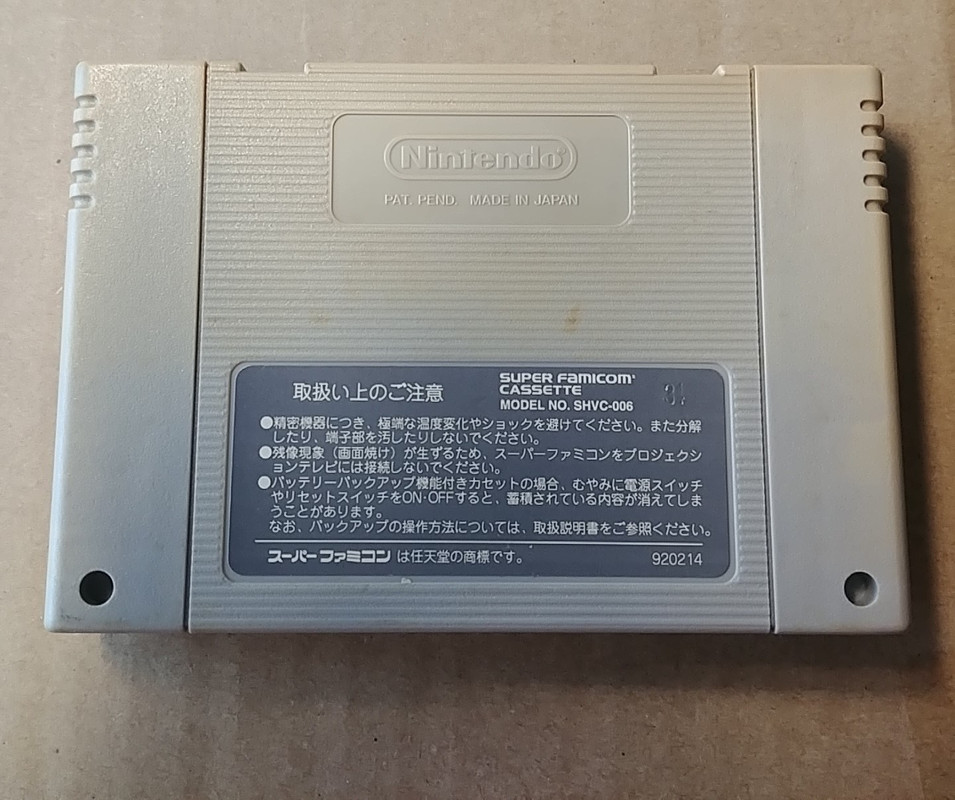 Nintendo®
PAT. PEND. MADE IN JAPAN
取扱い上のご注意
SUPER FAMICOM®
CASSETTE
MODEL NO. SHVC-006
●精密機器につき、極端な温度変化やショックを避けてください。また分解
したり、端子部を汚したりしないでください。
●残像現象（画面焼け）が生ずるため、スーパーファミコンをプロジェクシ
ョンテレビには接続しないでください。
●バッテリーバックアップ機能付きカセットの場合、むやみに電源スイッチ
やリセットスイッチをON·OFFすると、蓄積されている内容が消えてしま
うことがあります。
なお、バックアップの操作方法については、取扱説明書をご参照ください。
スーパーファミコンは任天堂の商標です。
920214